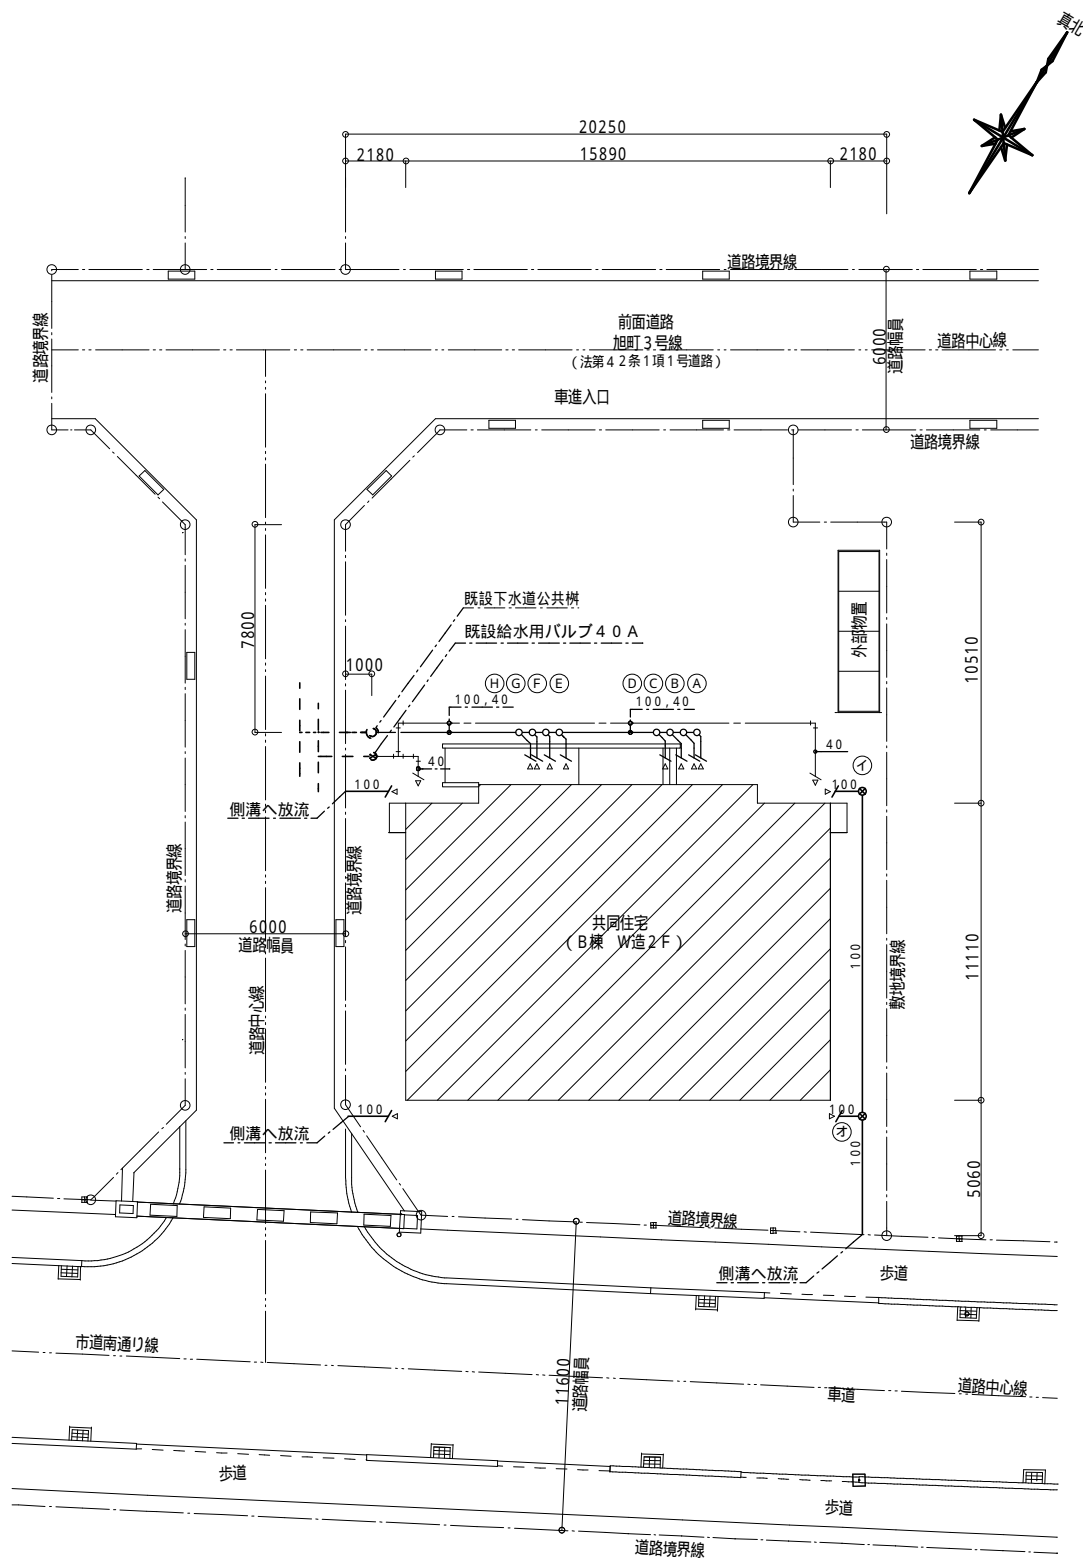 真北
20250
2180
15890
2180
道路境界線
道路境界線
前面道路
旭町３号線
（法第４２条１項１号道路）
6000
道路幅員
道路中心線
車進入口
道路境界線
既設下水道公共桝
既設給水用バルブ４０Ａ
7800
1000
外部物置
10510
H G F E
D C B A
100,40
100,40
40
40
イ
100
100
側溝へ放流
道路境界線
道路境界線
共同住宅
（Ｂ棟　Ｗ造２Ｆ）
6000
道路幅員
100
敷地境界線
11110
道路中心線
100
100
側溝へ放流
オ
100
5060
道路境界線
側溝へ放流
歩道
市道南通り線
11600
道路幅員
車道
道路中心線
歩道
歩道
道路境界線